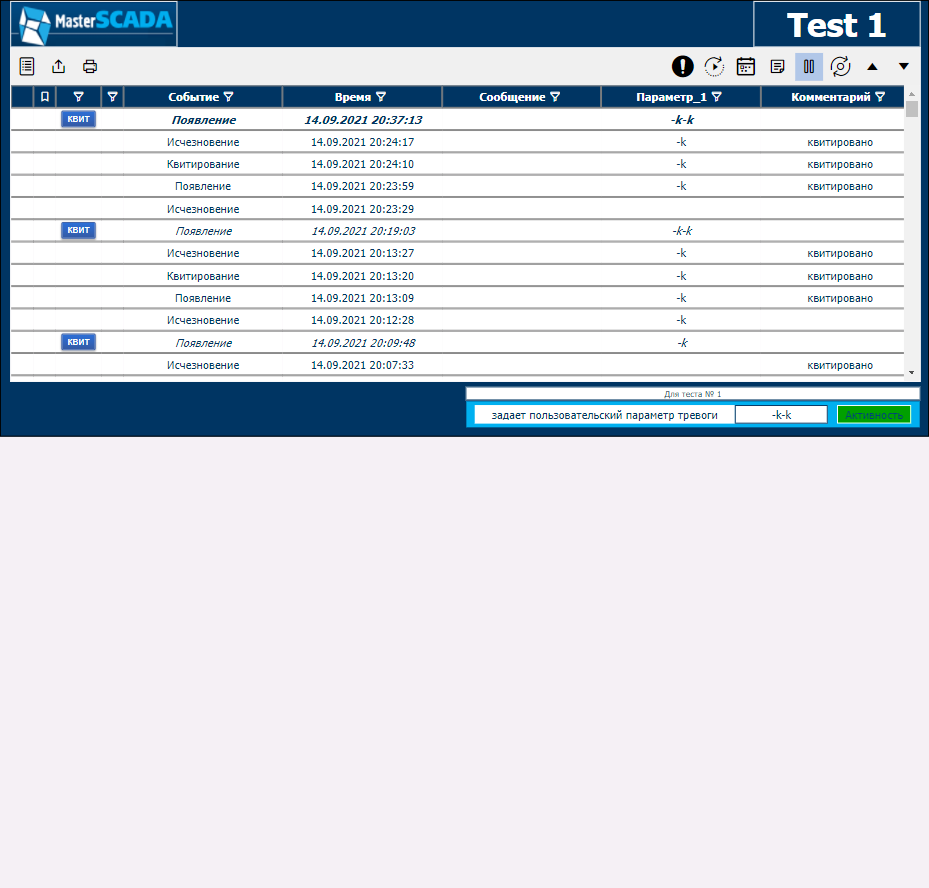 MasterSCADA
Test 1
Событие Время Сообщение Параметр_1 Комментарий
КВИТ Появление 14.09.2021 20:37:13 -k-k
Исчезновение 14.09.2021 20:24:17 -k квитировано
Квитирование 14.09.2021 20:24:10 -k квитировано
Появление 14.09.2021 20:23:59 -k квитировано
Исчезновение 14.09.2021 20:23:29
КВИТ Появление 14.09.2021 20:19:03 -k-k
Исчезновение 14.09.2021 20:13:27 -k квитировано
Квитирование 14.09.2021 20:13:20 -k квитировано
Появление 14.09.2021 20:13:09 -k квитировано
Исчезновение 14.09.2021 20:12:28 -k
КВИТ Появление 14.09.2021 20:09:48 -k
Исчезновение 14.09.2021 20:07:33 квитировано
Для теста № 1
задает пользовательский параметр тревоги -k-k Активность